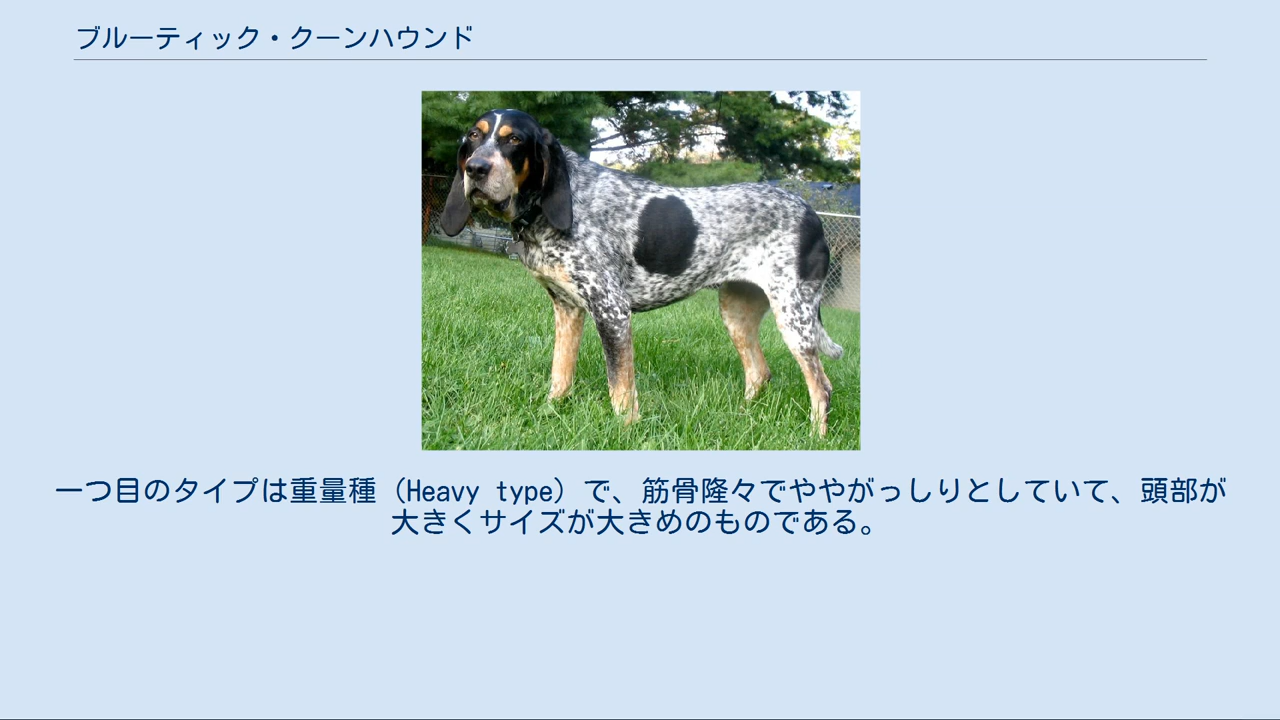 ブルーティック・クーンハウンド
一つ目のタイプは重量種（Heavy type）で、筋骨隆々でややがっしりとしていて、頭部が
大きくサイズが大きめのものである。